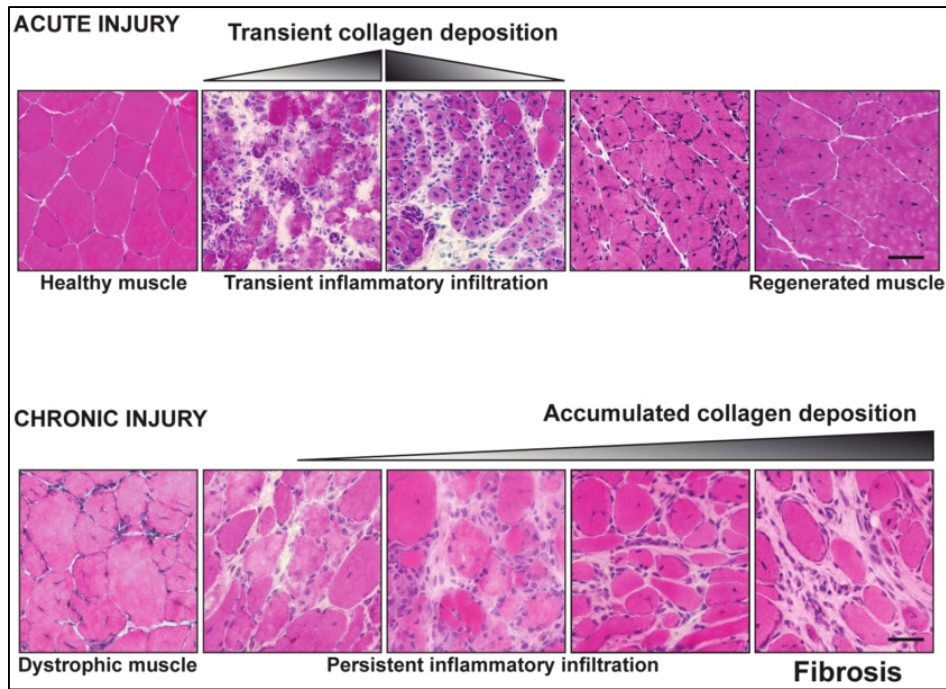 ACUTE INJURY
Transient collagen deposition
Healthy muscle
Transient inflammatory infiltration
Regenerated muscle
CHRONIC INJURY
Accumulated collagen deposition
Dystrophic muscle
Persistent inflammatory infiltration
Fibrosis